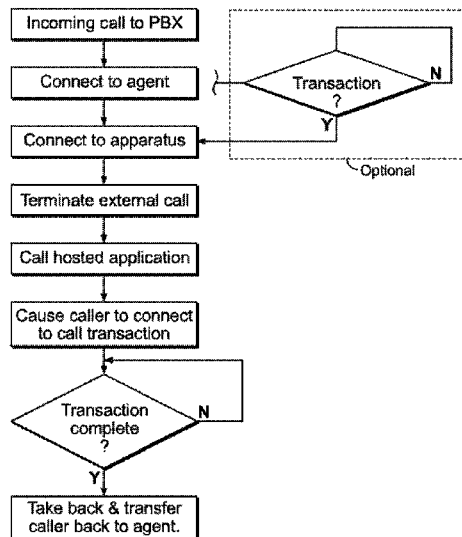 Incoming call to PBX
Connect to agent
Transaction
?
N
Y
Connect to apparatus
Optional
Terminate external call
Call hosted application
Cause caller to connect
to call transaction
Transaction
complete
?
N
Y
Take back & transfer
caller back to agent.